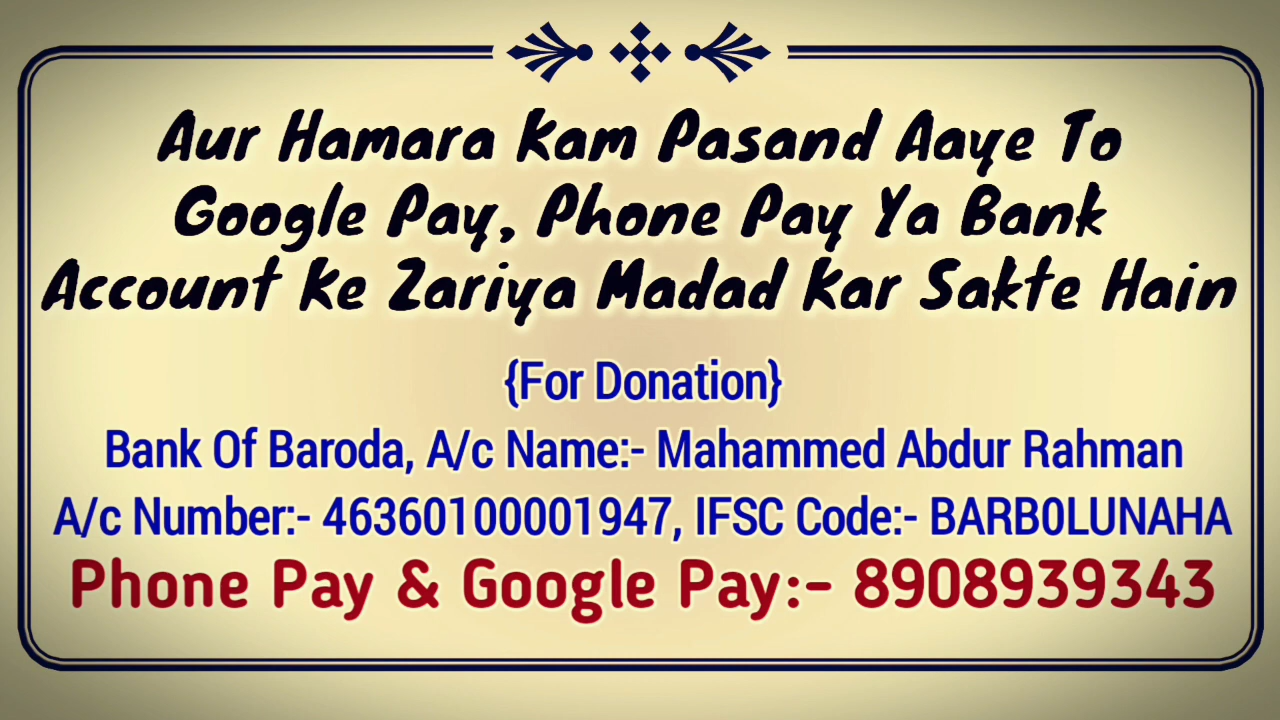 Aur Hamara Kam Pasand Aaye To
Google Pay, Phone Pay Ya Bank
Account Ke Zariya Madad Kar Sakte Hain
{For Donation}
Bank Of Baroda, A/c Name:- Mahammed Abdur Rahman
A/c Number:- 46360100001947, IFSC Code:- BARB0LUNAHA
Phone Pay & Google Pay:- 8908939343